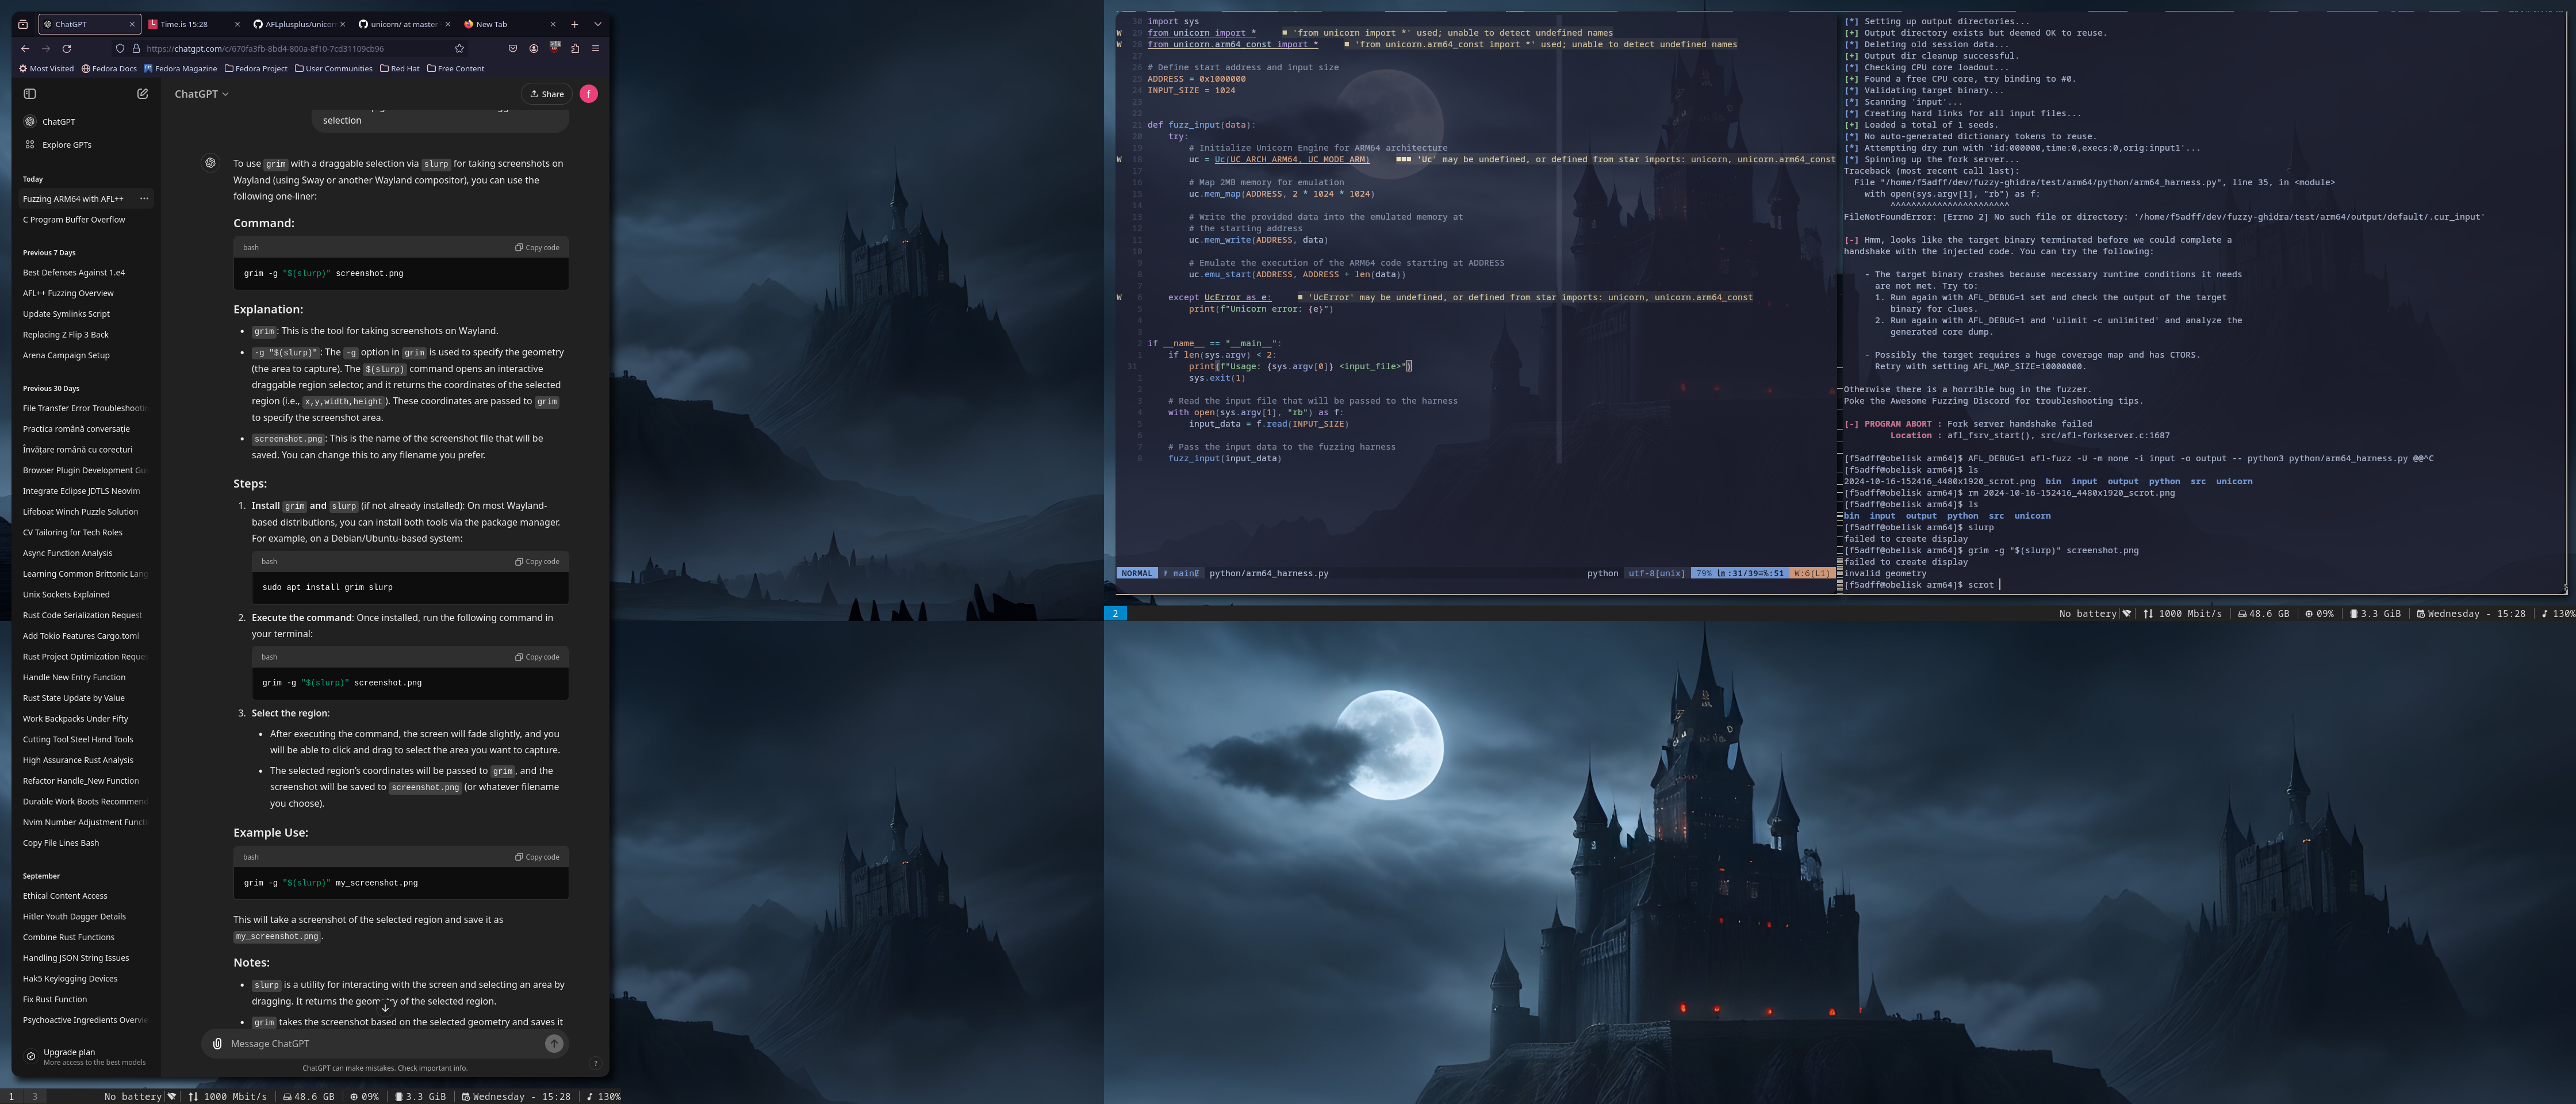 ChatGPT
Time.is 15:28
AFLplusplus/unicor
unicorn/ at master
New Tab
https://chatgpt.com/c/670fa3fb-8bd4-800a-8f10-7cd31109cb96
Most Visited
Fedora Docs
Fedora Magazine
Fedora Project
User Communities
Red Hat
Free Content
ChatGPT
Explore GPTs
Today
Fuzzing ARM64 with AFL++
C Program Buffer Overflow
Previous 7 Days
Best Defenses Against 1.e4
AFL++ Fuzzing Overview
Update Symlinks Script
Replacing Z Flip 3 Back
Arena Campaign Setup
Previous 30 Days
File Transfer Error Troubleshootin
Practica română conversație
Învățare română cu corecturi
Browser Plugin Development Gu
Integrate Eclipse JDTLS Neovim
Lifeboat Winch Puzzle Solution
CV Tailoring for Tech Roles
Async Function Analysis
Learning Common Brittonic Lang
Unix Sockets Explained
Rust Code Serialization Request
Add Tokio Features Cargo.toml
Rust Project Optimization Reques
Handle New Entry Function
Rust State Update by Value
Work Backpacks Under Fifty
Cutting Tool Steel Hand Tools
High Assurance Rust Analysis
Refactor Handle_New Function
Durable Work Boots Recommend
Nvim Number Adjustment Functi
Copy File Lines Bash
September
Ethical Content Access
Hitler Youth Dagger Details
Combine Rust Functions
Handling JSON String Issues
Hak5 Keylogging Devices
Fix Rust Function
Psychoactive Ingredients Overvie
Upgrade plan
More access to the best models
ChatGPT
Share
f
selection
To use grim with a draggable selection via slurp for taking screenshots on
Wayland (using Sway or another Wayland compositor), you can use the
following one-liner:
Command:
bash
Copy code
grim -g "$(slurp)" screenshot.png
Explanation:
• grim: This is the tool for taking screenshots on Wayland.
• -g "$(slurp)": The -g option in grim is used to specify the geometry
(the area to capture). The $(slurp) command opens an interactive
draggable region selector, and it returns the coordinates of the selected
region (i.e., x,y,width,height). These coordinates are passed to grim
to specify the screenshot area.
• screenshot.png: This is the name of the screenshot file that will be
saved. You can change this to any filename you prefer.
Steps:
1. Install grim and slurp (if not already installed): On most Wayland-
based distributions, you can install both tools via the package manager.
For example, on a Debian/Ubuntu-based system:
bash
Copy code
sudo apt install grim slurp
2. Execute the command: Once installed, run the following command in
your terminal:
bash
Copy code
grim -g "$(slurp)" screenshot.png
3. Select the region:
• After executing the command, the screen will fade slightly, and you
will be able to click and drag to select the area you want to capture.
• The selected region's coordinates will be passed to grim, and the
screenshot will be saved to screenshot.png (or whatever filename
you choose).
Example Use:
bash
Copy code
grim -g "$(slurp)" my_screenshot.png
This will take a screenshot of the selected region and save it as
my_screenshot.png.
Notes:
• slurp is a utility for interacting with the screen and selecting an area by
dragging. It returns the geometry of the selected region.
• grim takes the screenshot based on the selected geometry and saves it
Message ChatGPT
ChatGPT can make mistakes. Check important info.
?
1 3 No battery 1000 Mbit/s 48.6 GB 09% 3.3 GiB Wednesday - 15:28 130%
30 import sys
W 29 from unicorn import * ■ 'from unicorn import *' used; unable to detect undefined names
W 28 from unicorn.arm64_const import * ■ 'from unicorn.arm64_const import *' used; unable to detect undefined names
27
26 # Define start address and input size
25 ADDRESS = 0x1000000
24 INPUT_SIZE = 1024
23
22
21 def fuzz_input(data):
20 try:
19 # Initialize Unicorn Engine for ARM64 architecture
W 18 uc = Uc(UC_ARCH_ARM64, UC_MODE_ARM) ■■■ 'Uc' may be undefined, or defined from star imports: unicorn, unicorn.arm64_const
17
16 # Map 2MB memory for emulation
15 uc.mem_map(ADDRESS, 2 * 1024 * 1024)
14
13 # Write the provided data into the emulated memory at
12 # the starting address
11 uc.mem_write(ADDRESS, data)
10
9 # Emulate the execution of the ARM64 code starting at ADDRESS
8 uc.emu_start(ADDRESS, ADDRESS + len(data))
7
W 6 except UcError as e: ■ 'UcError' may be undefined, or defined from star imports: unicorn, unicorn.arm64_const
5 print(f"Unicorn error: {e}")
4
3
2 if __name__ == "__main__":
1 if len(sys.argv) < 2:
31 print(f"Usage: {sys.argv[0]} <input_file>")
1 sys.exit(1)
2
3 # Read the input file that will be passed to the harness
4 with open(sys.argv[1], "rb") as f:
5 input_data = f.read(INPUT_SIZE)
6
7 # Pass the input data to the fuzzing harness
8 fuzz_input(input_data)
NORMAL main python/arm64_harness.py python utf-8[unix] 79% :31/39 :51 W:6(L1)
[*] Setting up output directories...
[+] Output directory exists but deemed OK to reuse.
[*] Deleting old session data...
[+] Output dir cleanup successful.
[*] Checking CPU core loadout...
[+] Found a free CPU core, try binding to #0.
[*] Validating target binary...
[*] Scanning 'input'...
[*] Creating hard links for all input files...
[+] Loaded a total of 1 seeds.
[*] No auto-generated dictionary tokens to reuse.
[*] Attempting dry run with 'id:000000,time:0,execs:0,orig:input1'...
[*] Spinning up the fork server...
Traceback (most recent call last):
File "/home/f5adff/dev/fuzzy-ghidra/test/arm64/python/arm64_harness.py", line 35, in <module>
with open(sys.argv[1], "rb") as f:
^^^^^^^^^^^^^^^^^^^^^^^
FileNotFoundError: [Errno 2] No such file or directory: '/home/f5adff/dev/fuzzy-ghidra/test/arm64/output/default/.cur_input'
[-] Hmm, looks like the target binary terminated before we could complete a
handshake with the injected code. You can try the following:
- The target binary crashes because necessary runtime conditions it needs
are not met. Try to:
1. Run again with AFL_DEBUG=1 set and check the output of the target
binary for clues.
2. Run again with AFL_DEBUG=1 and 'ulimit -c unlimited' and analyze the
generated core dump.
- Possibly the target requires a huge coverage map and has CTORS.
Retry with setting AFL_MAP_SIZE=10000000.
Otherwise there is a horrible bug in the fuzzer.
Poke the Awesome Fuzzing Discord for troubleshooting tips.
[-] PROGRAM ABORT : Fork server handshake failed
Location : afl_fsrv_start(), src/afl-forkserver.c:1687
[f5adff@obelisk arm64]$ AFL_DEBUG=1 afl-fuzz -U -m none -i input -o output -- python3 python/arm64_harness.py @@^C
[f5adff@obelisk arm64]$ ls
2024-10-16-152416_4480x1920_scrot.png bin input output python src unicorn
[f5adff@obelisk arm64]$ rm 2024-10-16-152416_4480x1920_scrot.png
[f5adff@obelisk arm64]$ ls
bin input output python src unicorn
[f5adff@obelisk arm64]$ slurp
failed to create display
[f5adff@obelisk arm64]$ grim -g "$(slurp)" screenshot.png
failed to create display
invalid geometry
[f5adff@obelisk arm64]$ scrot
2 No battery 1000 Mbit/s 48.6 GB 09% 3.3 GiB Wednesday - 15:28 130%